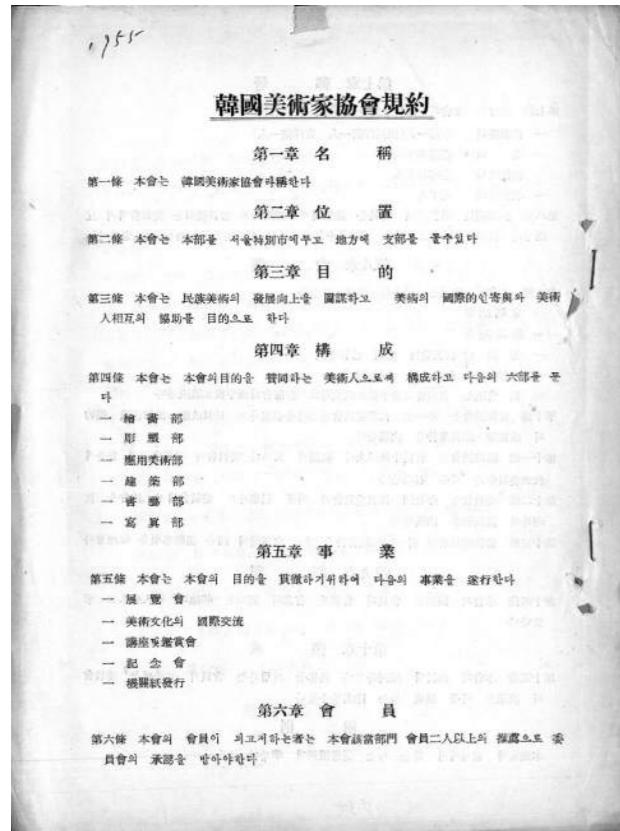 1955
韓國美術家協會規約
第一章 名 稱
第一條 本會는 韓國美術家協會라稱한다
第二章 位 置
第二條 本會는 本部를 서울特別市에두고 地方에 支部를 둘수있다
第三章 目 的
第三條 本會는 民族美術의 發展向上을 圖謀하고 美術의 國際的인寄與와 美術
人相互의 協助를 目的으로 한다
第四章 構 成
第四條 本會는 本會의目的을 贊同하는 美術人으로써 構成하고 다음의 六部를 둔
다
一 繪畵部
一 彫塑部
一 應用美術部
一 建築部
一 書藝部
一 寫眞部
第五章 事 業
第五條 本會는 本會의 目的을 貫徹하기위하여 다음의 事業을 遂行한다
一 展覽會
一 美術文化의 國際交流
一 講座및鑑賞會
一 記念會
一 機關紙發行
第六章 會 員
第六條 本會의 會員이 되고저하는者는 本會該當部門 會員二人以上의 推薦으로 委
員會의 承認을 받아야한다